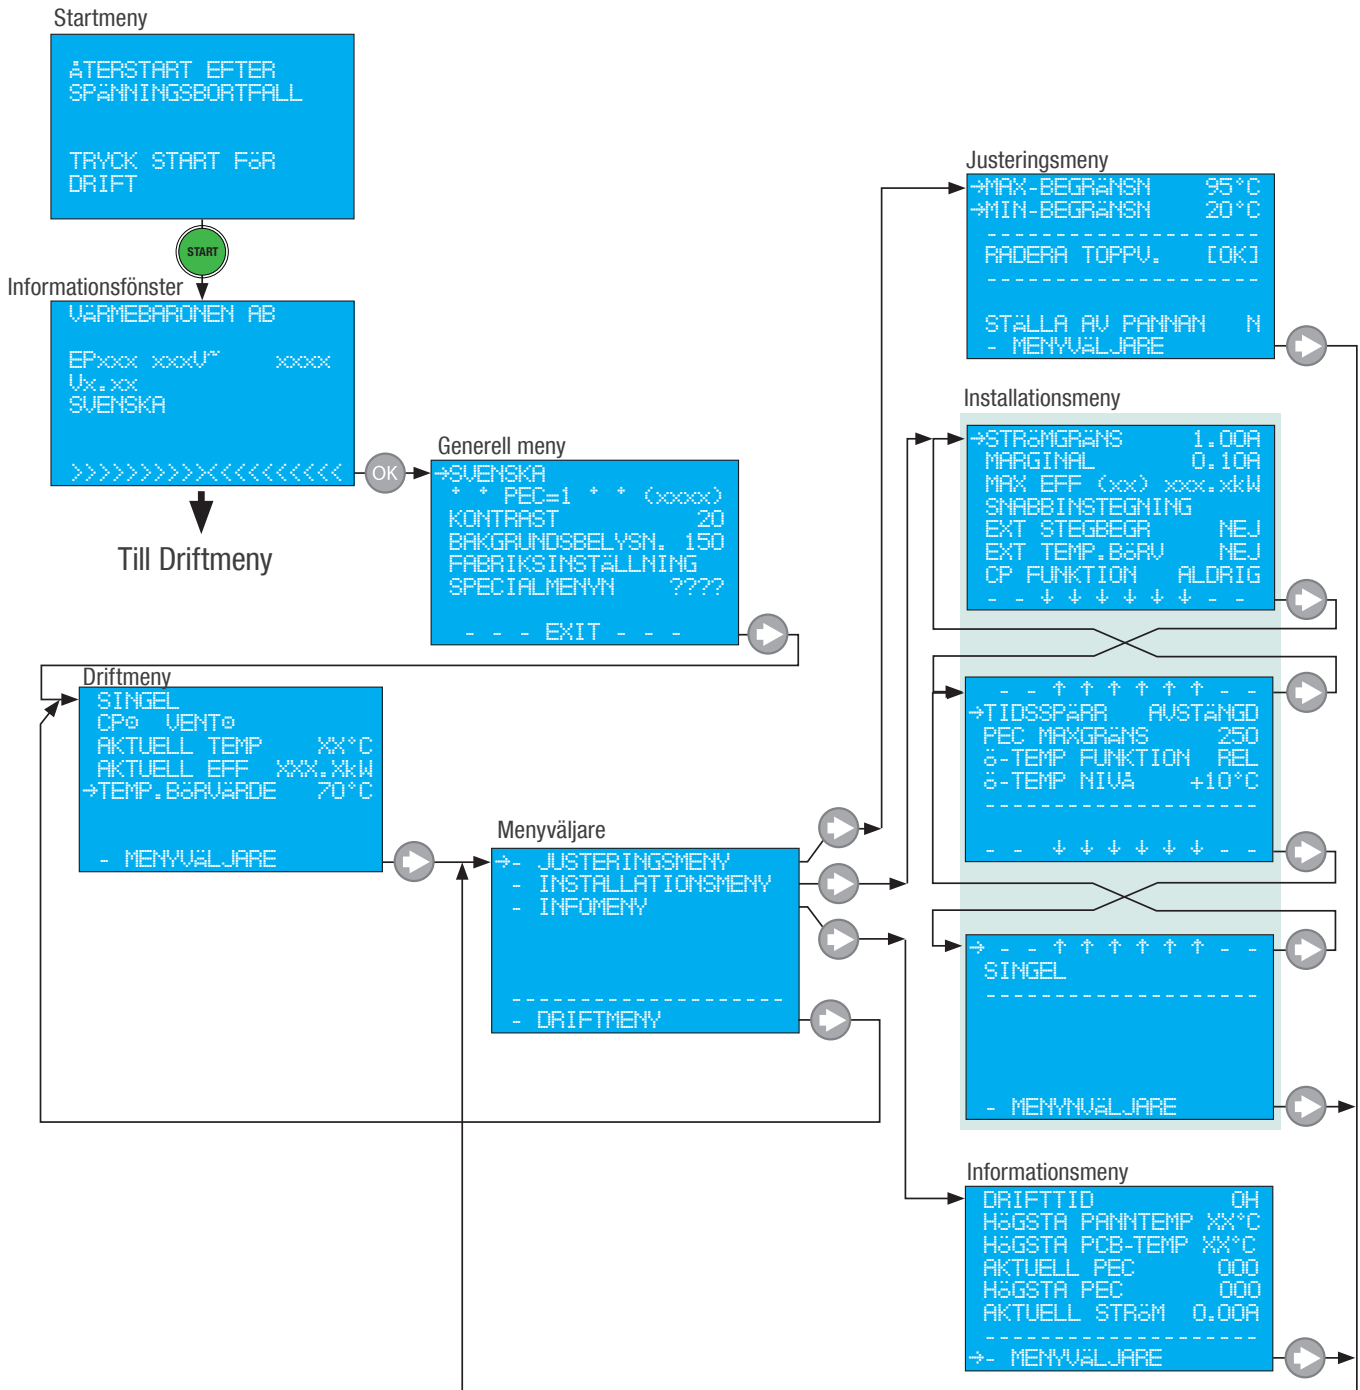 Startmeny
ÅTERSTART EFTER
SPÄNNINGSBORTFALL
TRYCK START FÖR
DRIFT
START
Informationsfönster
VÄRMEBARONEN AB
EPxxx xxxV~ xxxx
Vx.xx
SVENSKA
>>>>>>>>>><<<<<<<<<<
OK
Till Driftmeny
Generell meny
→SVENSKA
* * PEC=1 * * (xxxx)
KONTRAST 20
BAKGRUNDSBELYSN. 150
FABRIKSINSTÄLLNING
SPECIALMENYN ????
- - - EXIT - - -
Driftmeny
SINGEL
CP⊙ VENT⊙
AKTUELL TEMP XX°C
AKTUELL EFF XXX.XkW
→TEMP.BÖRVÄRDE 70°C
- MENYVÄLJARE
Menyväljare
→- JUSTERINGSMENY
- INSTALLATIONSMENY
- INFOMENY
--------------------
- DRIFTMENY
Justeringsmeny
→MAX-BEGRÄNSN 95°C
→MIN-BEGRÄNSN 20°C
--------------------
RADERA TOPPV. [OK]
--------------------
STÄLLA AV PANNAN N
- MENYVÄLJARE
Installationsmeny
→STRÖMGRÄNS 1.00A
MARGINAL 0.10A
MAX EFF (xx) xxx.xkW
SNABBINSTEGNING
EXT STEGBEGR NEJ
EXT TEMP.BÖRV NEJ
CP FUNKTION ALDRIG
- - ↓ ↓ ↓ ↓ ↓ ↓ - -
- - ↑ ↑ ↑ ↑ ↑ ↑ - -
→TIDSSPÄRR AVSTÄNGD
PEC MAXGRÄNS 250
Ö-TEMP FUNKTION REL
Ö-TEMP NIVÅ +10°C
--------------------
- - ↓ ↓ ↓ ↓ ↓ ↓ - -
→ - - ↑ ↑ ↑ ↑ ↑ ↑ - -
SINGEL
--------------------
- MENYNVÄLJARE
Informationsmeny
DRIFTTID 0H
HÖGSTA PANNTEMP XX°C
HÖGSTA PCB-TEMP XX°C
AKTUELL PEC 000
HÖGSTA PEC 000
AKTUELL STRÖM 0.00A
--------------------
→- MENYVÄLJARE